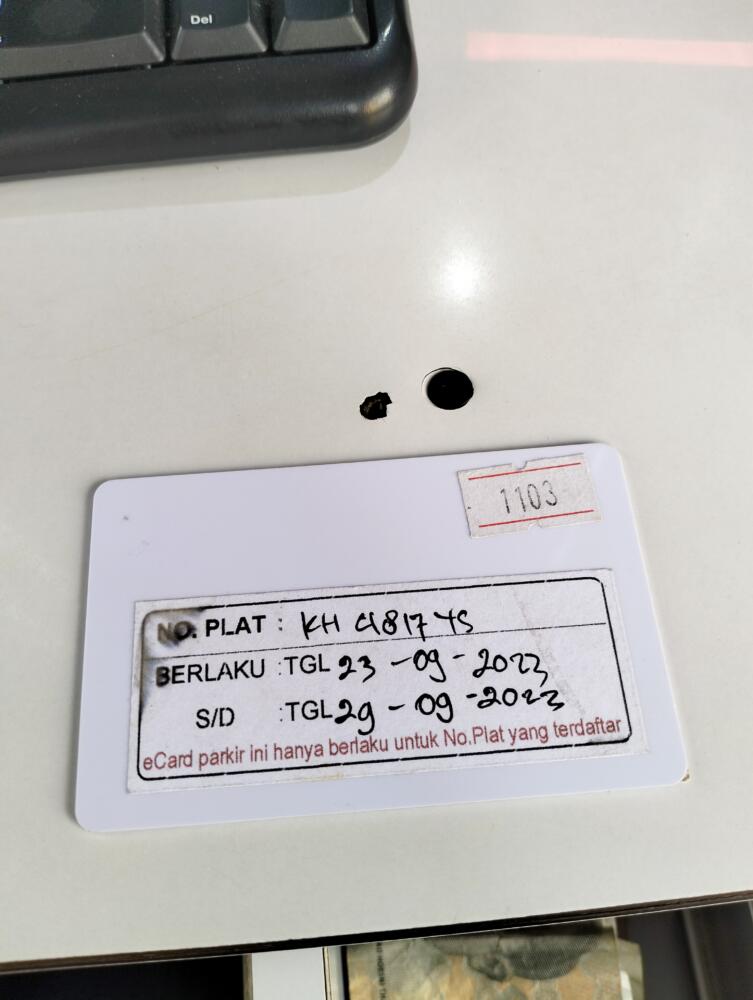 Del
1103
NO. PLAT : KH 4817 YS
BERLAKU :TGL 23 -09 - 2023
S/D :TGL 29 - 09 -2023
eCard parkir ini hanya berlaku untuk No.Plat yang terdaftar